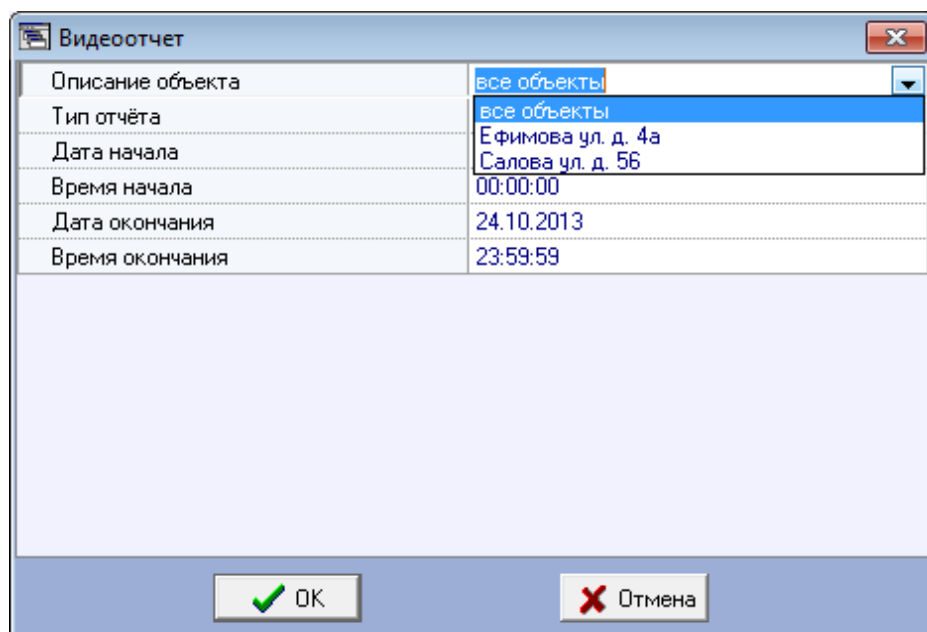 Видеоотчет
Описание объекта все объекты
Тип отчёта все объекты
Ефимова ул. д. 4а
Дата начала Салова ул. д. 56
Время начала 00:00:00
Дата окончания 24.10.2013
Время окончания 23:59:59
OK Отмена